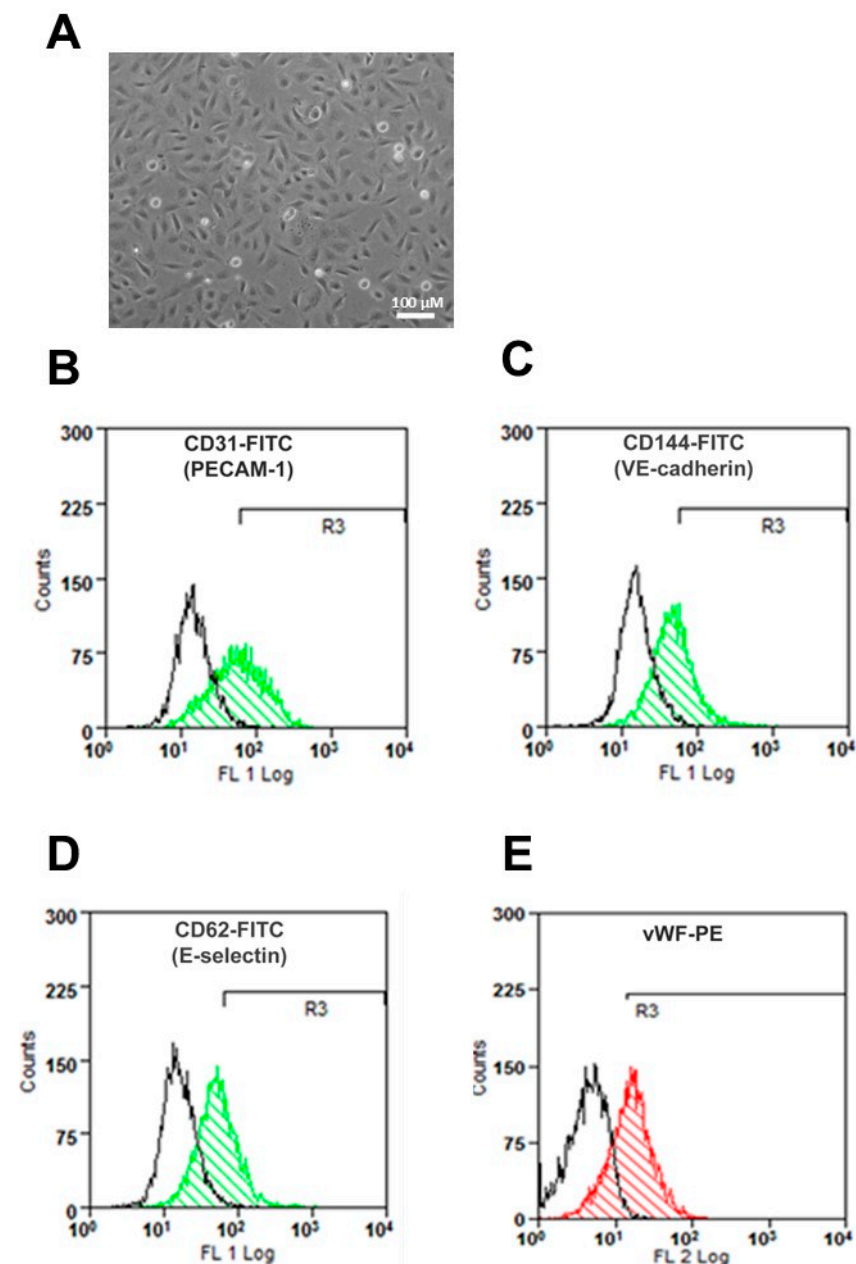 A
100 µM
B
CD31-FITC
(PECAM-1)
300
225
150
75
0
Counts
R3
10⁰ 10¹ 10² 10³ 10⁴
FL 1 Log
C
CD144-FITC
(VE-cadherin)
300
225
150
75
0
Counts
R3
10⁰ 10¹ 10² 10³ 10⁴
FL 1 Log
D
CD62-FITC
(E-selectin)
300
225
150
75
0
Counts
R3
10⁰ 10¹ 10² 10³ 10⁴
FL 1 Log
E
vWF-PE
300
225
150
75
0
Counts
R3
10⁰ 10¹ 10² 10³ 10⁴
FL 2 Log